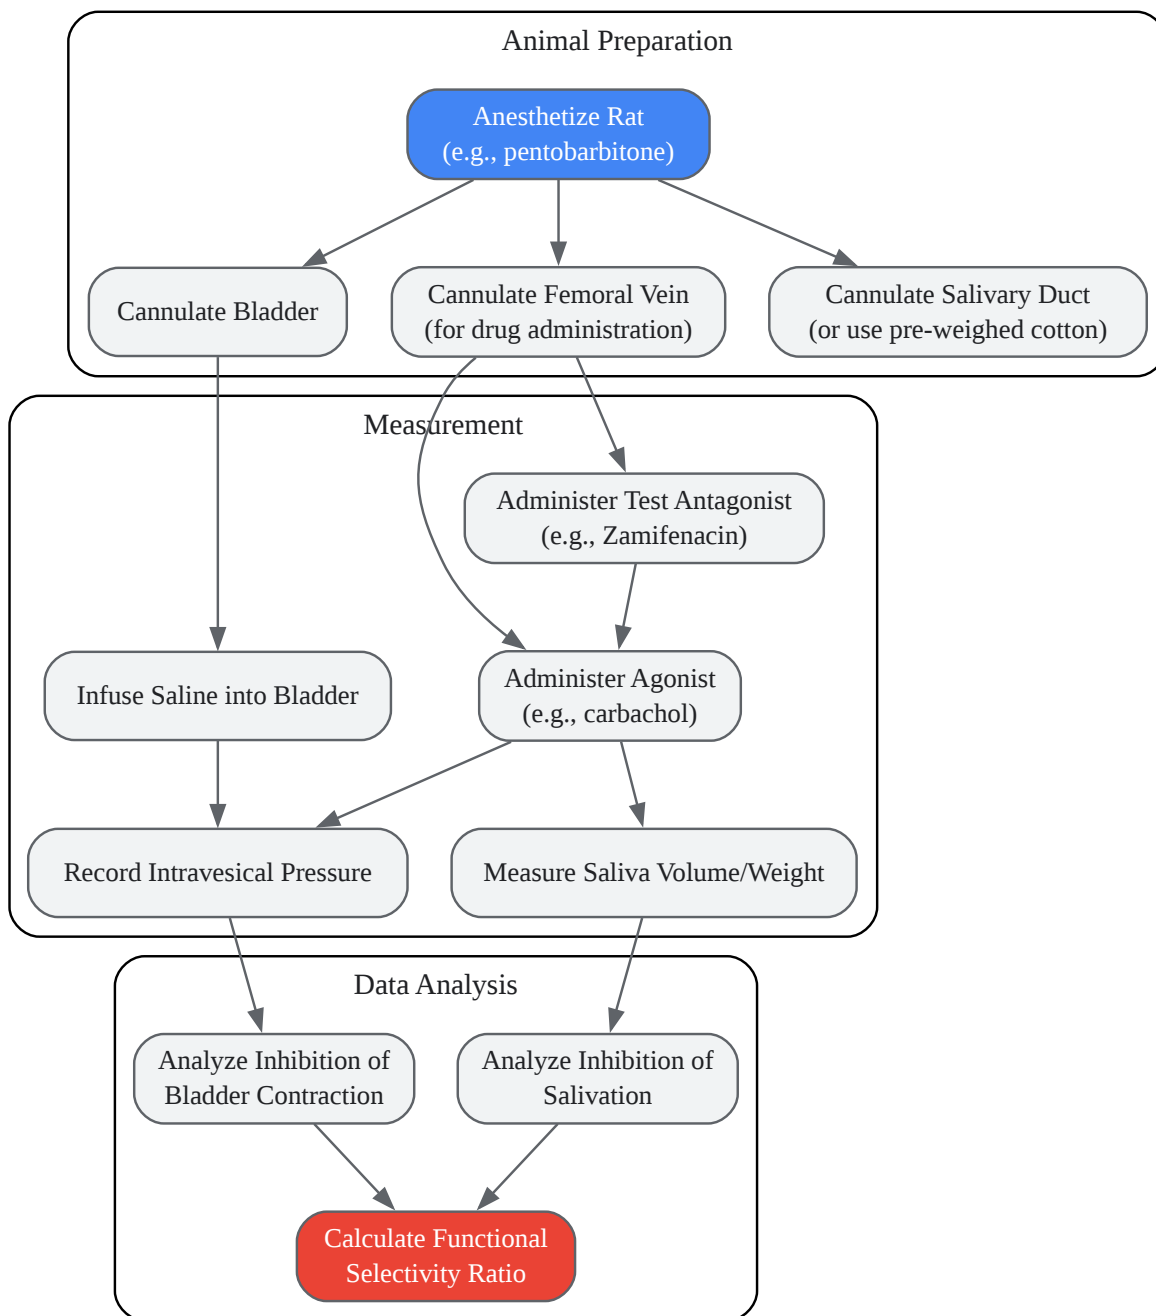 Animal Preparation
Anesthetize Rat
(e.g., pentobarbitone)
Cannulate Bladder
Cannulate Femoral Vein
(for drug administration)
Cannulate Salivary Duct
(or use pre-weighed cotton)
Measurement
Administer Test Antagonist
(e.g., Zamifenacin)
Infuse Saline into Bladder
Administer Agonist
(e.g., carbachol)
Record Intravesical Pressure
Measure Saliva Volume/Weight
Data Analysis
Analyze Inhibition of
Bladder Contraction
Analyze Inhibition of
Salivation
Calculate Functional
Selectivity Ratio